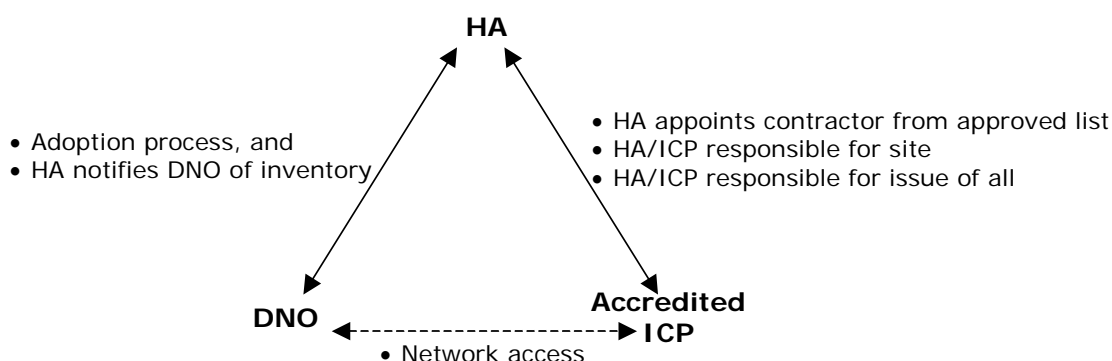 HA
• Adoption process, and
• HA notifies DNO of inventory
• HA appoints contractor from approved list
• HA/ICP responsible for site
• HA/ICP responsible for issue of all
DNO
Accredited
ICP
• Network access